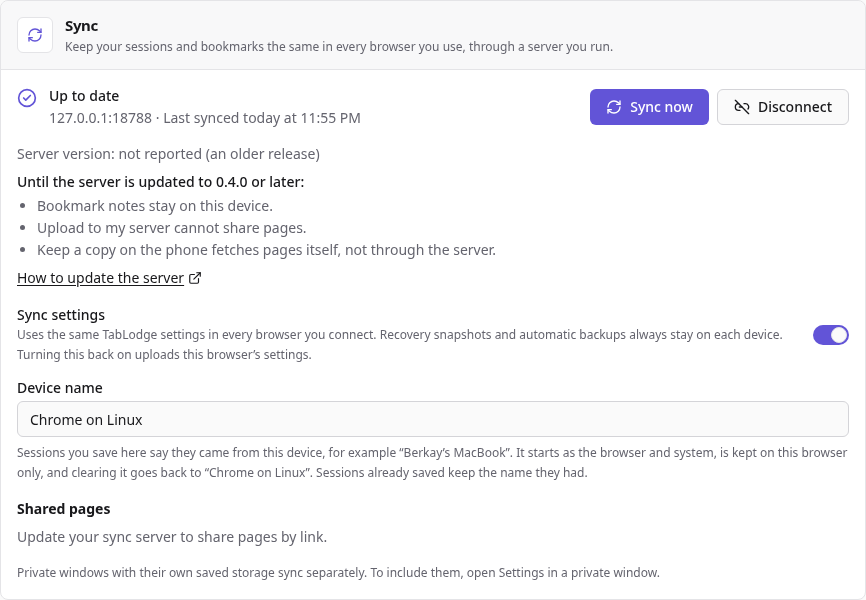 Sync
Keep your sessions and bookmarks the same in every browser you use, through a server you run.
Up to date
127.0.0.1:18788 · Last synced today at 11:55 PM
Sync now
Disconnect
Server version: not reported (an older release)
Until the server is updated to 0.4.0 or later:
• Bookmark notes stay on this device.
• Upload to my server cannot share pages.
• Keep a copy on the phone fetches pages itself, not through the server.
How to update the server
Sync settings
Uses the same TabLodge settings in every browser you connect. Recovery snapshots and automatic backups always stay on each device.
Turning this back on uploads this browser’s settings.
Device name
Chrome on Linux
Sessions you save here say they came from this device, for example “Berkay’s MacBook”. It starts as the browser and system, is kept on this browser
only, and clearing it goes back to “Chrome on Linux”. Sessions already saved keep the name they had.
Shared pages
Update your sync server to share pages by link.
Private windows with their own saved storage sync separately. To include them, open Settings in a private window.